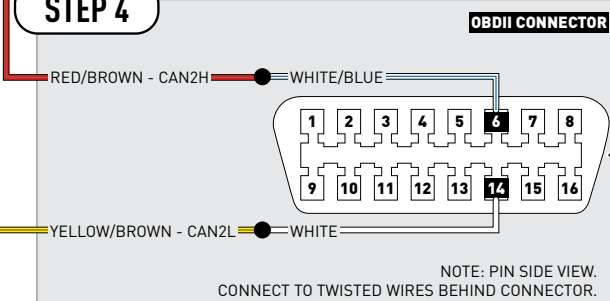 STEP 4
OBDII CONNECTOR
RED/BROWN - CAN2H
WHITE/BLUE
1 2 3 4 5 6 7 8
9 10 11 12 13 14 15 16
YELLOW/BROWN - CAN2L
WHITE
NOTE: PIN SIDE VIEW.
CONNECT TO TWISTED WIRES BEHIND CONNECTOR.